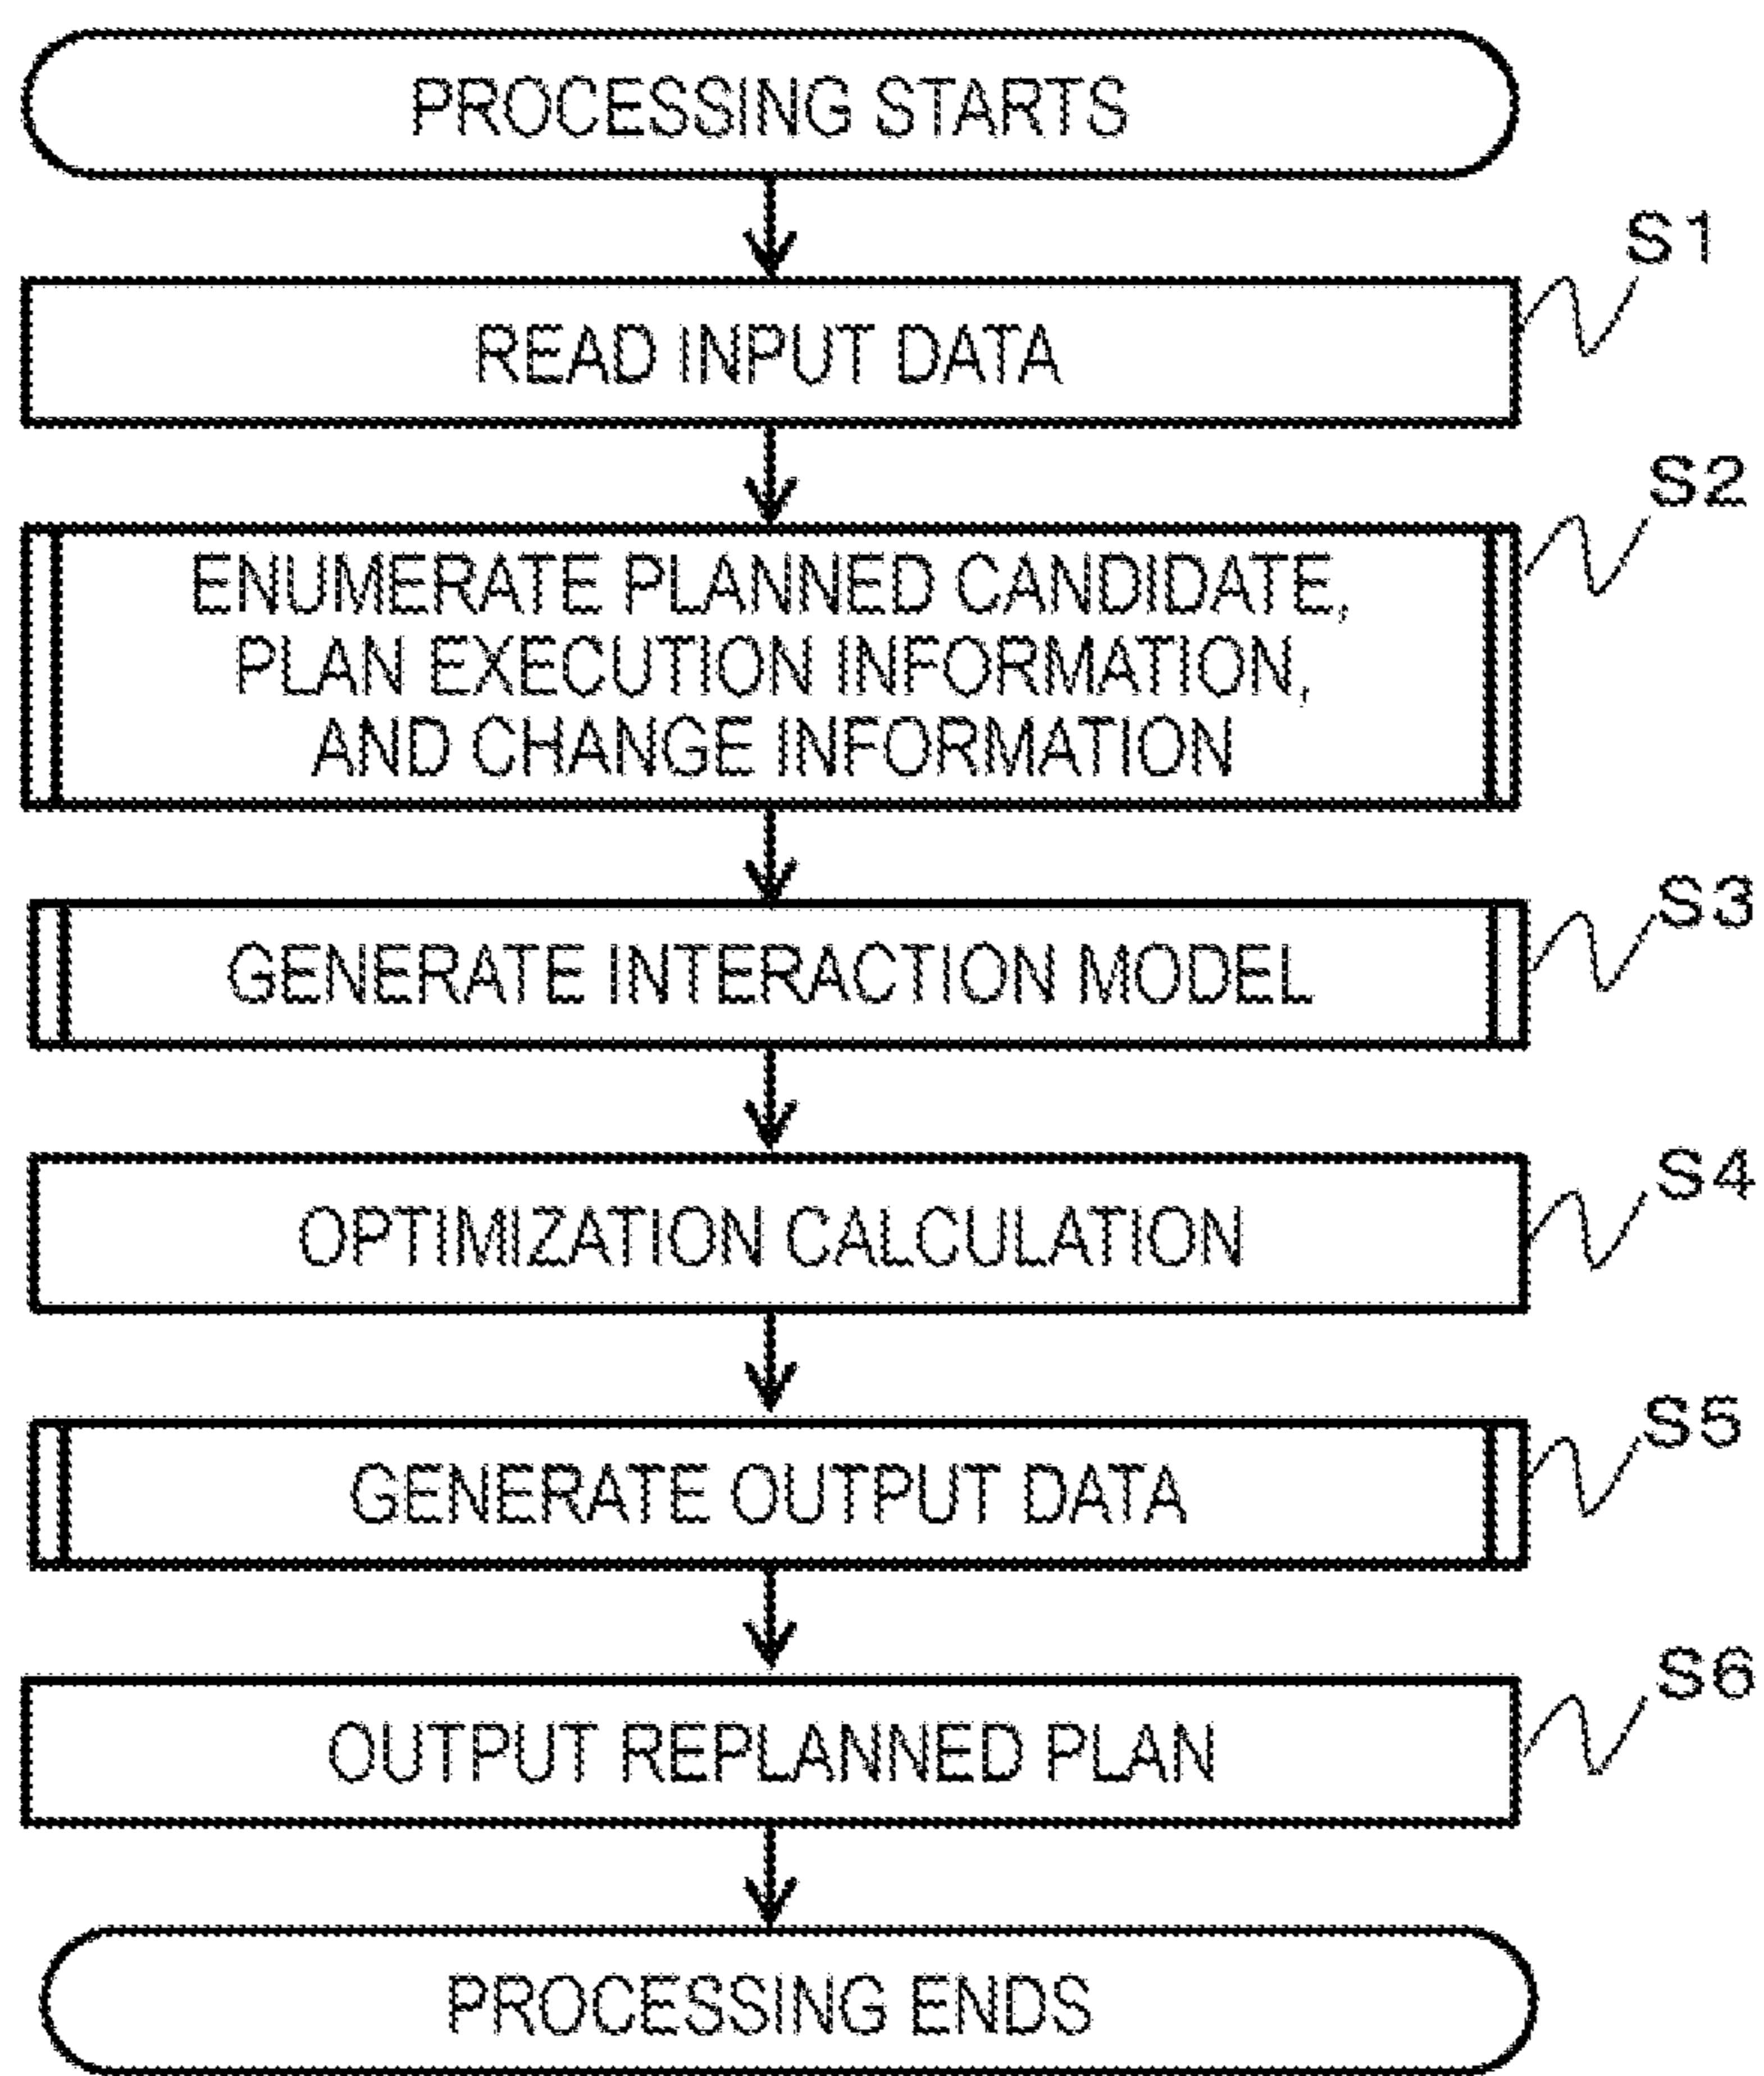 PROCESSING STARTS
S1
READ INPUT DATA
S2
ENUMERATE PLANNED CANDIDATE,
PLAN EXECUTION INFORMATION,
AND CHANGE INFORMATION
S3
GENERATE INTERACTION MODEL
S4
OPTIMIZATION CALCULATION
S5
GENERATE OUTPUT DATA
S6
OUTPUT REPLANNED PLAN
PROCESSING ENDS